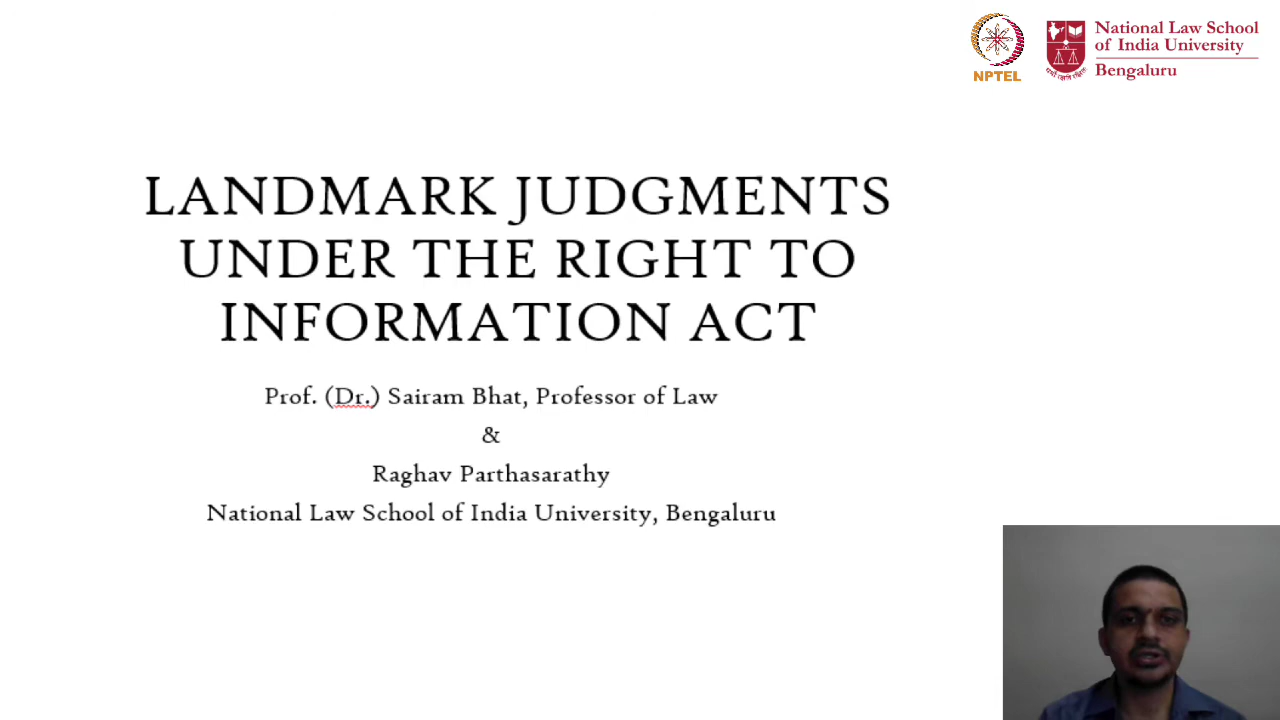 NPTEL
National Law School
of India University
Bengaluru
LANDMARK JUDGMENTS
UNDER THE RIGHT TO
INFORMATION ACT
Prof. (Dr.) Sairam Bhat, Professor of Law
&
Raghav Parthasarathy
National Law School of India University, Bengaluru